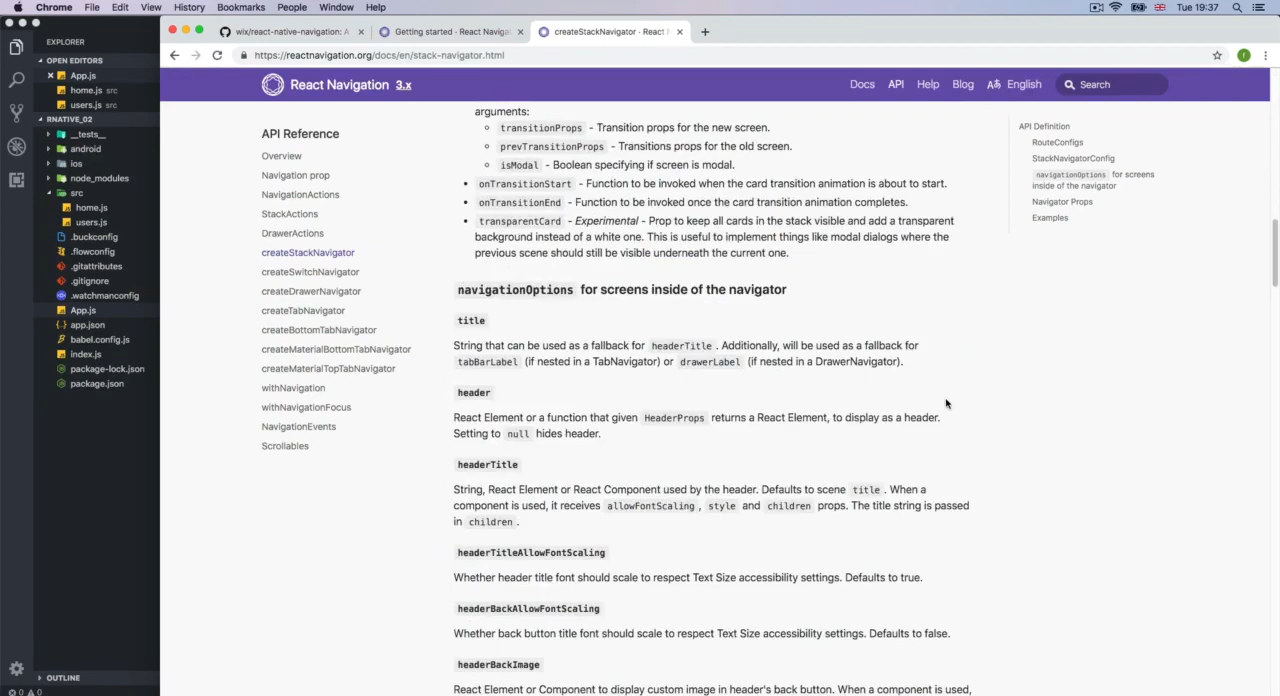 Chrome File Edit View History Bookmarks People Window Help
Tue 19:37
wix/react-native-navigation: A
Getting started · React Naviga
createStackNavigator · React
https://reactnavigation.org/docs/en/stack-navigator.html
EXPLORER
OPEN EDITORS
App.js
home.js src
users.js src
RNATIVE_02
__tests__
android
ios
node_modules
src
home.js
users.js
.buckconfig
.flowconfig
.gitattributes
.gitignore
.watchmanconfig
App.js
app.json
babel.config.js
index.js
package-lock.json
package.json
OUTLINE
0 0
React Navigation 3.x
Docs API Help Blog English Search
API Reference
Overview
Navigation prop
NavigationActions
StackActions
DrawerActions
createStackNavigator
createSwitchNavigator
createDrawerNavigator
createTabNavigator
createBottomTabNavigator
createMaterialBottomTabNavigator
createMaterialTopTabNavigator
withNavigation
withNavigationFocus
NavigationEvents
Scrollables
arguments:
transitionProps - Transition props for the new screen.
prevTransitionProps - Transitions props for the old screen.
isModal - Boolean specifying if screen is modal.
onTransitionStart - Function to be invoked when the card transition animation is about to start.
onTransitionEnd - Function to be invoked once the card transition animation completes.
transparentCard - Experimental - Prop to keep all cards in the stack visible and add a transparent
background instead of a white one. This is useful to implement things like modal dialogs where the
previous scene should still be visible underneath the current one.
navigationOptions for screens inside of the navigator
title
String that can be used as a fallback for headerTitle. Additionally, will be used as a fallback for
tabBarLabel (if nested in a TabNavigator) or drawerLabel (if nested in a DrawerNavigator).
header
React Element or a function that given HeaderProps returns a React Element, to display as a header.
Setting to null hides header.
headerTitle
String, React Element or React Component used by the header. Defaults to scene title. When a
component is used, it receives allowFontScaling, style and children props. The title string is passed
in children.
headerTitleAllowFontScaling
Whether header title font should scale to respect Text Size accessibility settings. Defaults to true.
headerBackAllowFontScaling
Whether back button title font should scale to respect Text Size accessibility settings. Defaults to false.
headerBackImage
React Element or Component to display custom image in header's back button. When a component is used,
API Definition
RouteConfigs
StackNavigatorConfig
navigationOptions for screens
inside of the navigator
Navigator Props
Examples